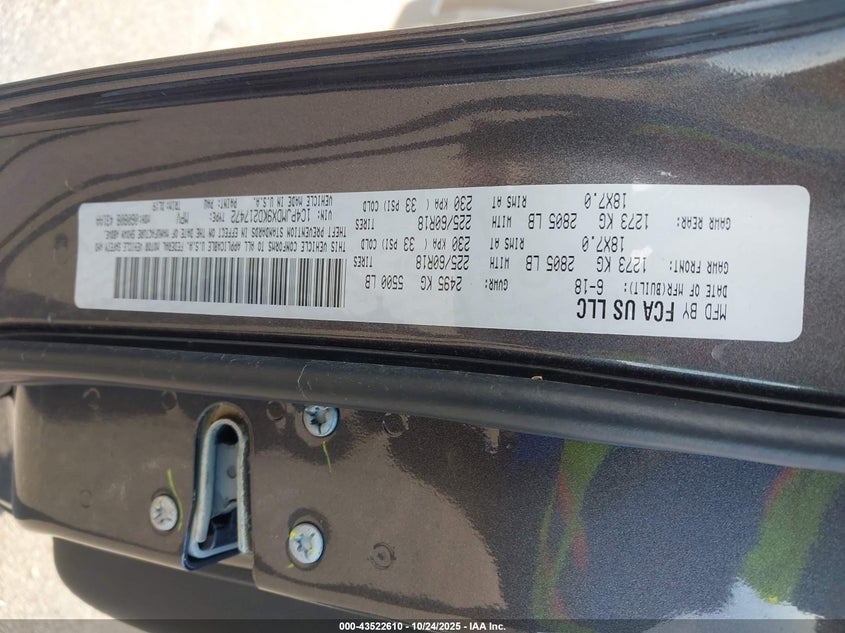 MFD BY FCA US LLC
DATE OF MFR(BUILT): 6-18 GVWR: 2495 KG 5500 LB
GAWR FRONT: WITH TIRES RIMS AT
1273 KG 2805 LB 225/60R18
18X7.0 230 KPA ( 33 PSI) COLD
GAWR REAR: WITH TIRES RIMS AT
1273 KG 2805 LB 225/60R18
18X7.0 230 KPA ( 33 PSI) COLD
THIS VEHICLE CONFORMS TO ALL APPLICABLE U.S.A. FEDERAL MOTOR VEHICLE SAFETY AND
THEFT PREVENTION STANDARDS IN EFFECT ON THE DATE OF MANUFACTURE SHOWN ABOVE.
VIN: 1C4PJMDX9KD217472 TYPE: MPV
VEHICLE MADE IN U.S.A. PAINT: PAU
000-43522610 - 10/24/2025 - IAA Inc.